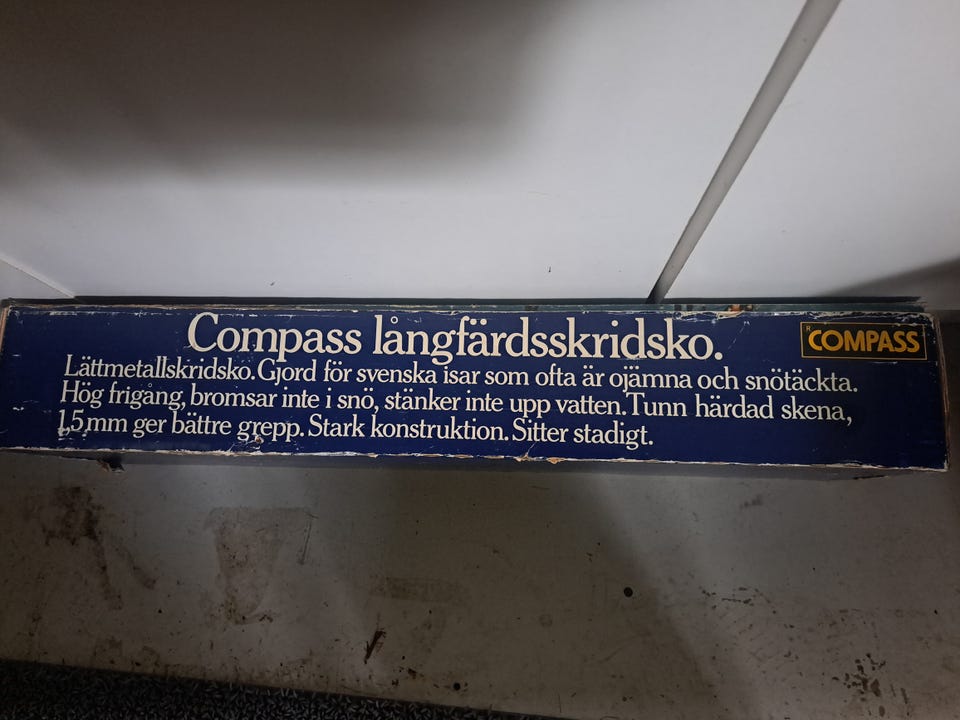 Compass långfärdsskridsko.
R COMPASS
Lättmetallskridsko. Gjord för svenska isar som ofta är ojämna och snötäckta.
Hög frigång, bromsar inte i snö, stänker inte upp vatten. Tunn härdad skena,
1,5 mm ger bättre grepp. Stark konstruktion. Sitter stadigt.